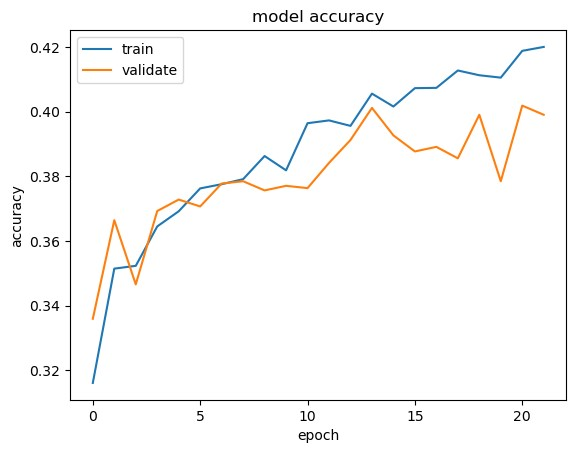 model accuracy
train
validate
accuracy
0.42
0.40
0.38
0.36
0.34
0.32
0 5 10 15 20
epoch